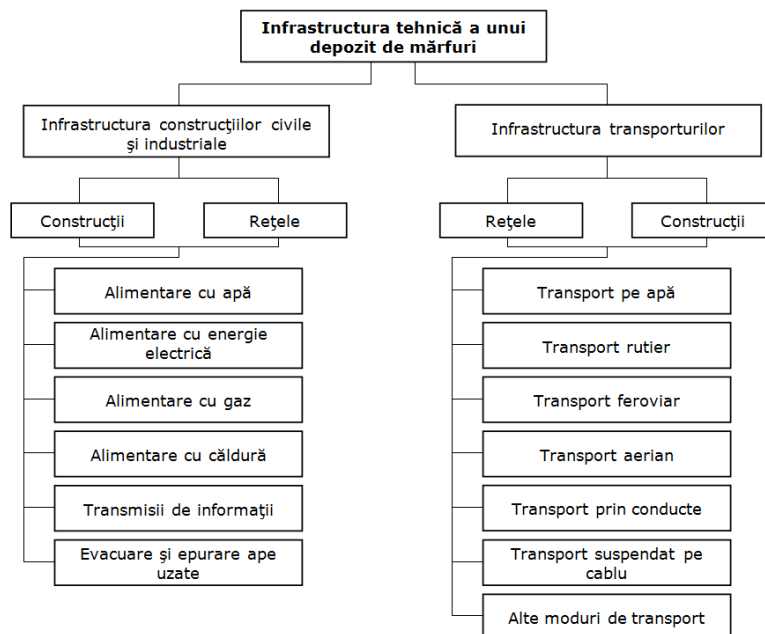 Infrastructura tehnică a unui
depozit de mărfuri
Infrastructura construcţiilor civile
şi industriale
Infrastructura transporturilor
Construcţii
Reţele
Reţele
Construcţii
Alimentare cu apă
Alimentare cu energie
electrică
Alimentare cu gaz
Alimentare cu căldură
Transmisii de informaţii
Evacuare şi epurare ape
uzate
Transport pe apă
Transport rutier
Transport feroviar
Transport aerian
Transport prin conducte
Transport suspendat pe
cablu
Alte moduri de transport